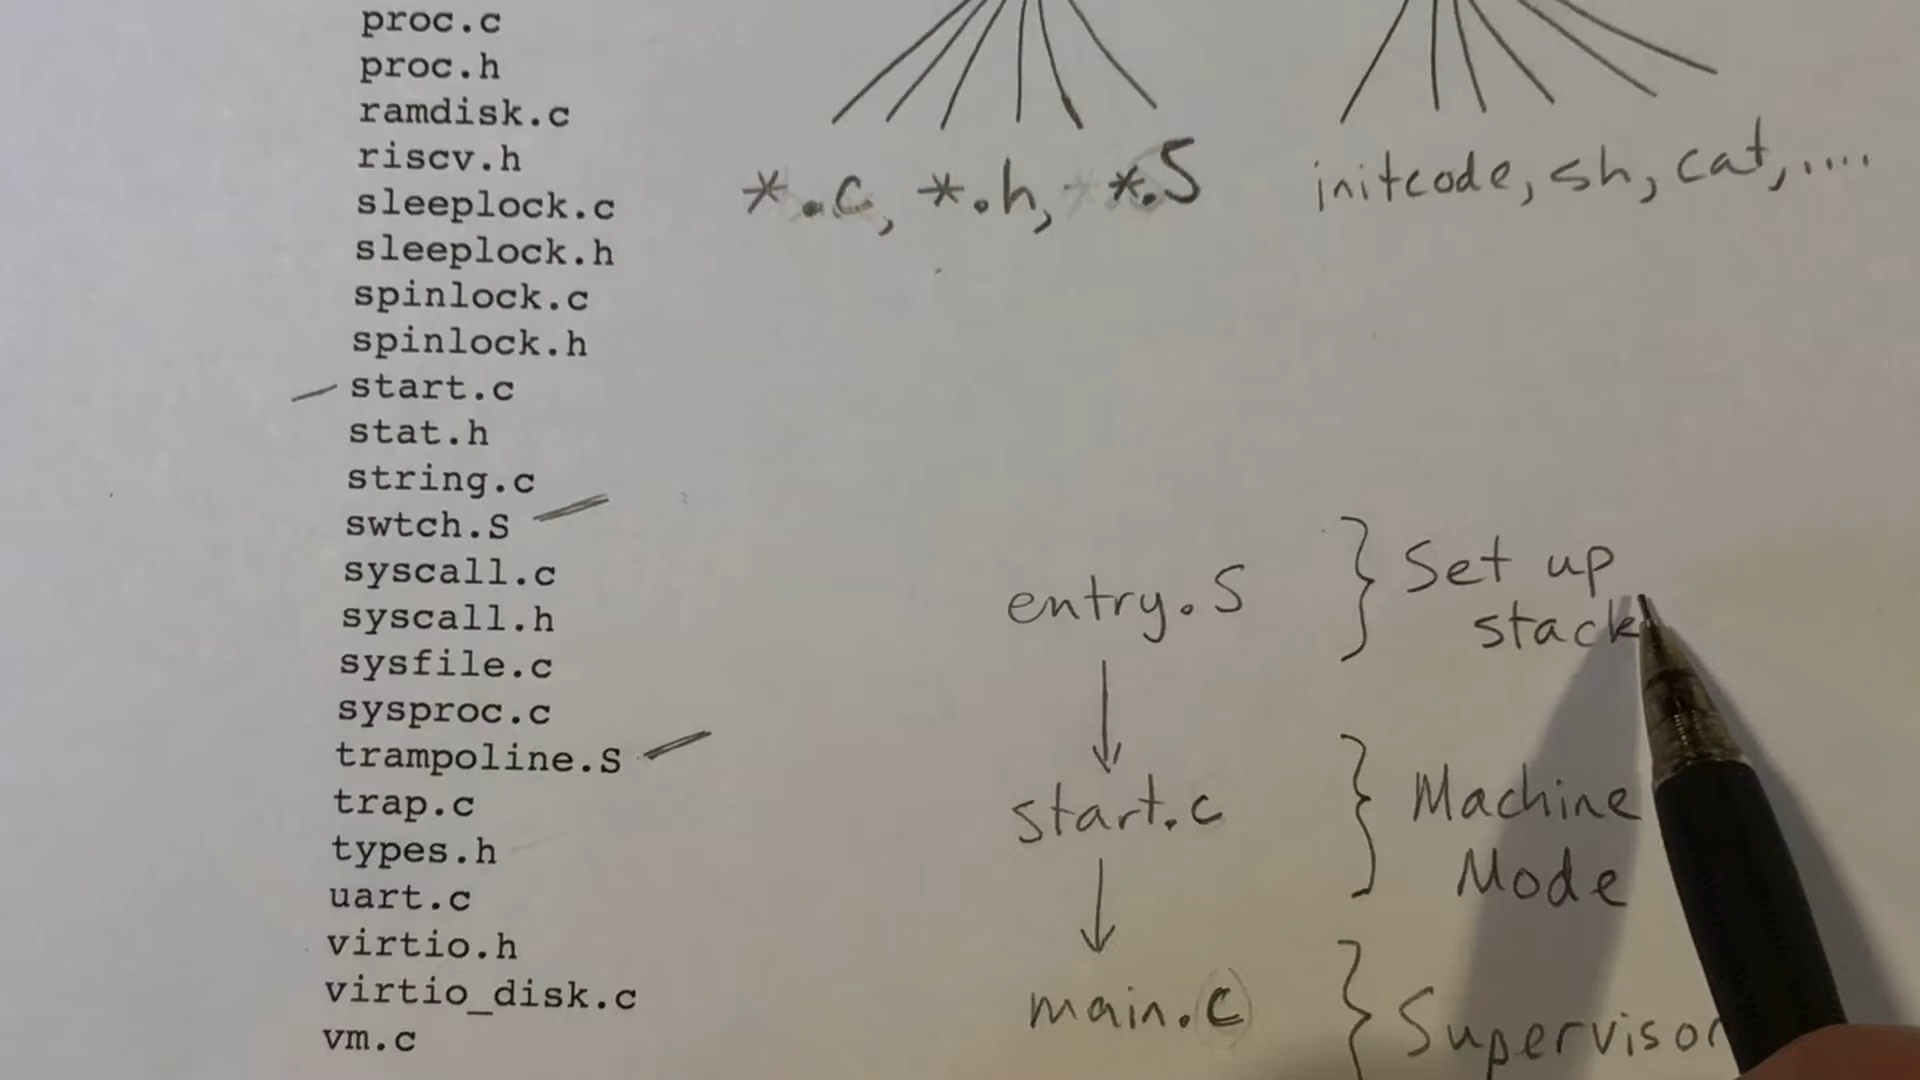 proc.c
proc.h
ramdisk.c
riscv.h
sleeplock.c
sleeplock.h
spinlock.c
spinlock.h
start.c
stat.h
string.c
swtch.S
syscall.c
syscall.h
sysfile.c
sysproc.c
trampoline.S
trap.c
types.h
uart.c
virtio.h
virtio_disk.c
vm.c
*.c, *.h, *.S
initcode, sh, cat, ....
entry.S } Set up
stack
start.c } Machine
Mode
main.c } Supervisor